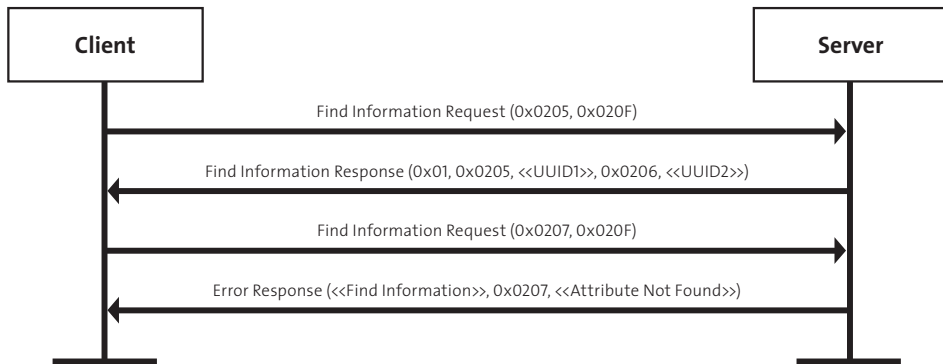 Client
Server
Find Information Request (0x0205, 0x020F)
Find Information Response (0x01, 0x0205, <<UUID1>>, 0x0206, <<UUID2>>)
Find Information Request (0x0207, 0x020F)
Error Response (<<Find Information>>, 0x0207, <<Attribute Not Found>>)